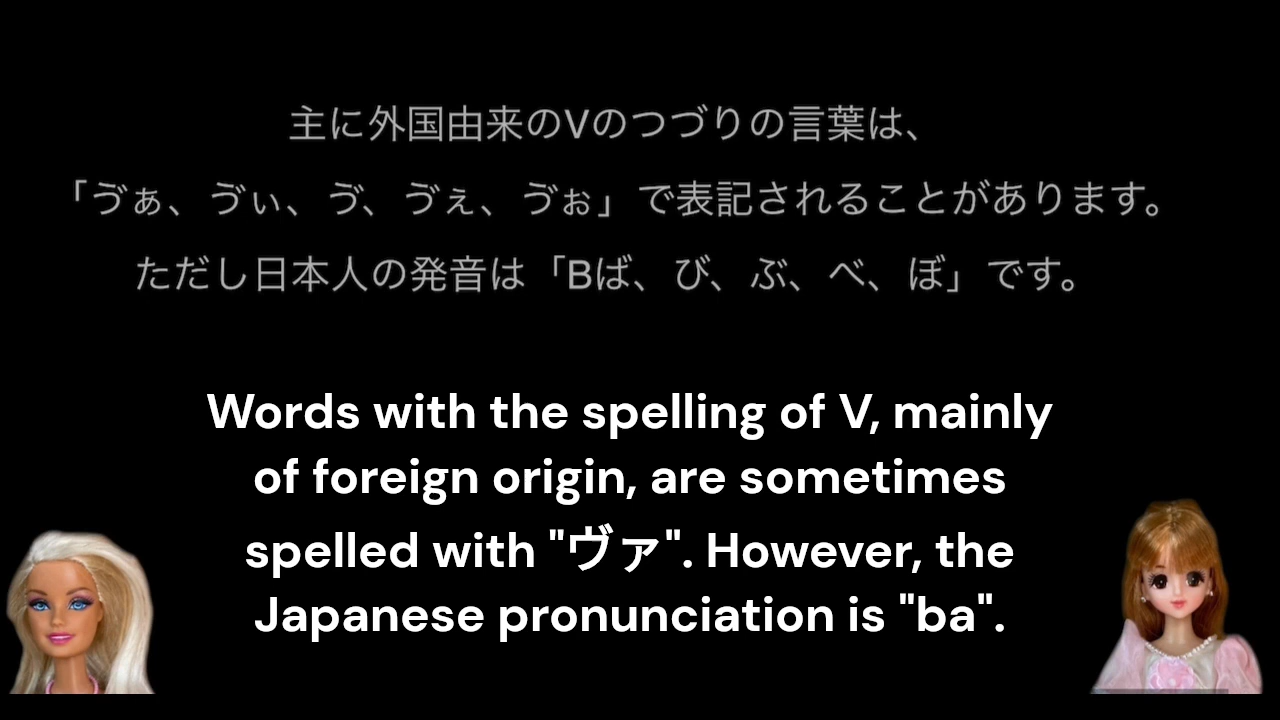 主に外国由来のVのつづりの言葉は、
「ゔぁ、ゔぃ、ゔ、ゔぇ、ゔぉ」で表記されることがあります。
ただし日本人の発音は「Bば、び、ぶ、べ、ぼ」です。
Words with the spelling of V, mainly
of foreign origin, are sometimes
spelled with "ヴァ". However, the
Japanese pronunciation is "ba".